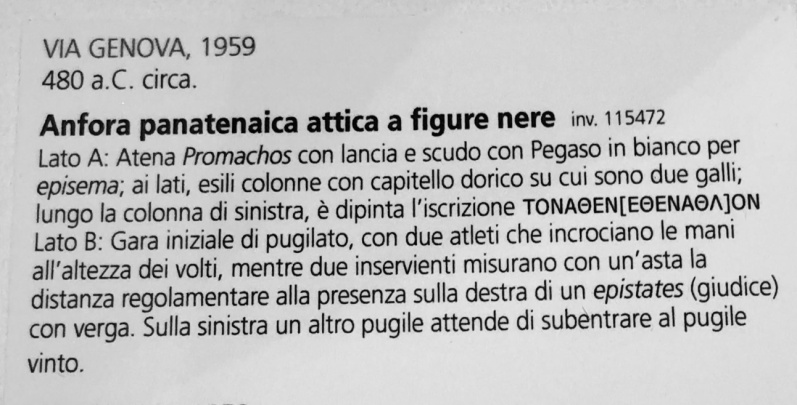 VIA GENOVA, 1959
480 a.C. circa.
Anfora panatenaica attica a figure nere inv. 115472
Lato A: Atena Promachos con lancia e scudo con Pegaso in bianco per
episema; ai lati, esili colonne con capitello dorico su cui sono due galli;
lungo la colonna di sinistra, è dipinta l'iscrizione ΤΟΝΑΘΕΝ[ΕΘΕΝΑΘΛ]ΟΝ
Lato B: Gara iniziale di pugilato, con due atleti che incrociano le mani
all'altezza dei volti, mentre due inservienti misurano con un'asta la
distanza regolamentare alla presenza sulla destra di un epistates (giudice)
con verga. Sulla sinistra un altro pugile attende di subentrare al pugile
vinto.